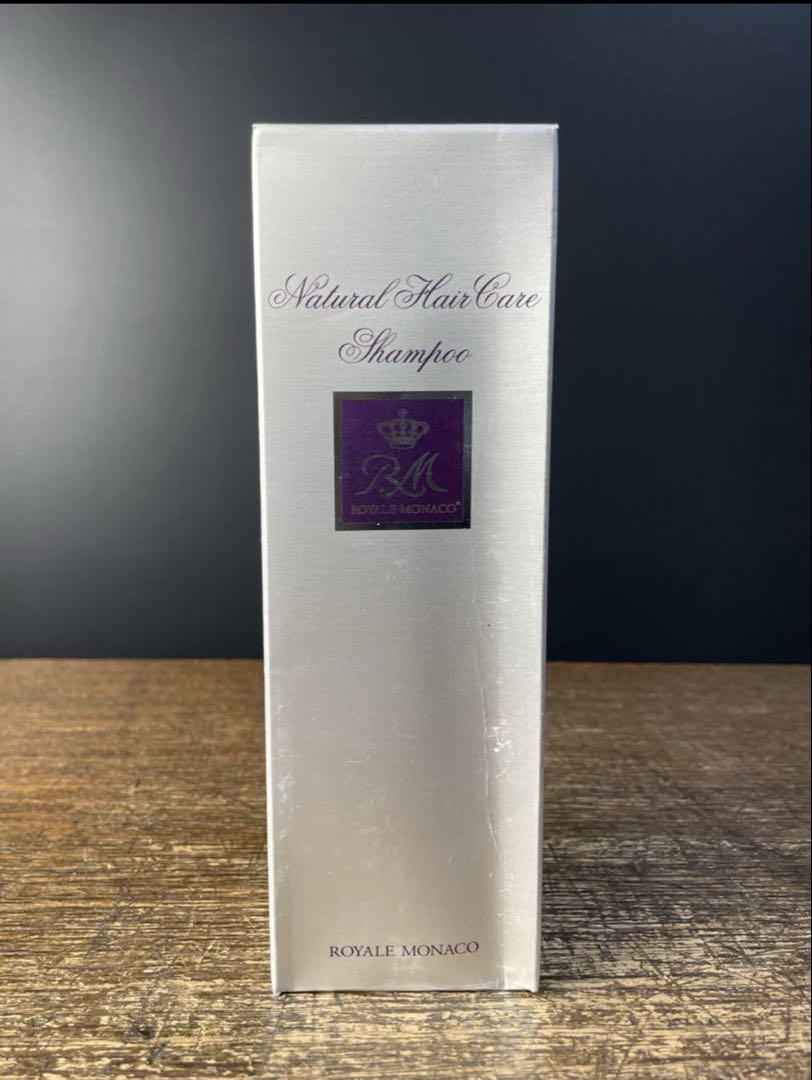 Natural Hair Care
Shampoo
RM
ROYALE MONACO®
ROYALE MONACO